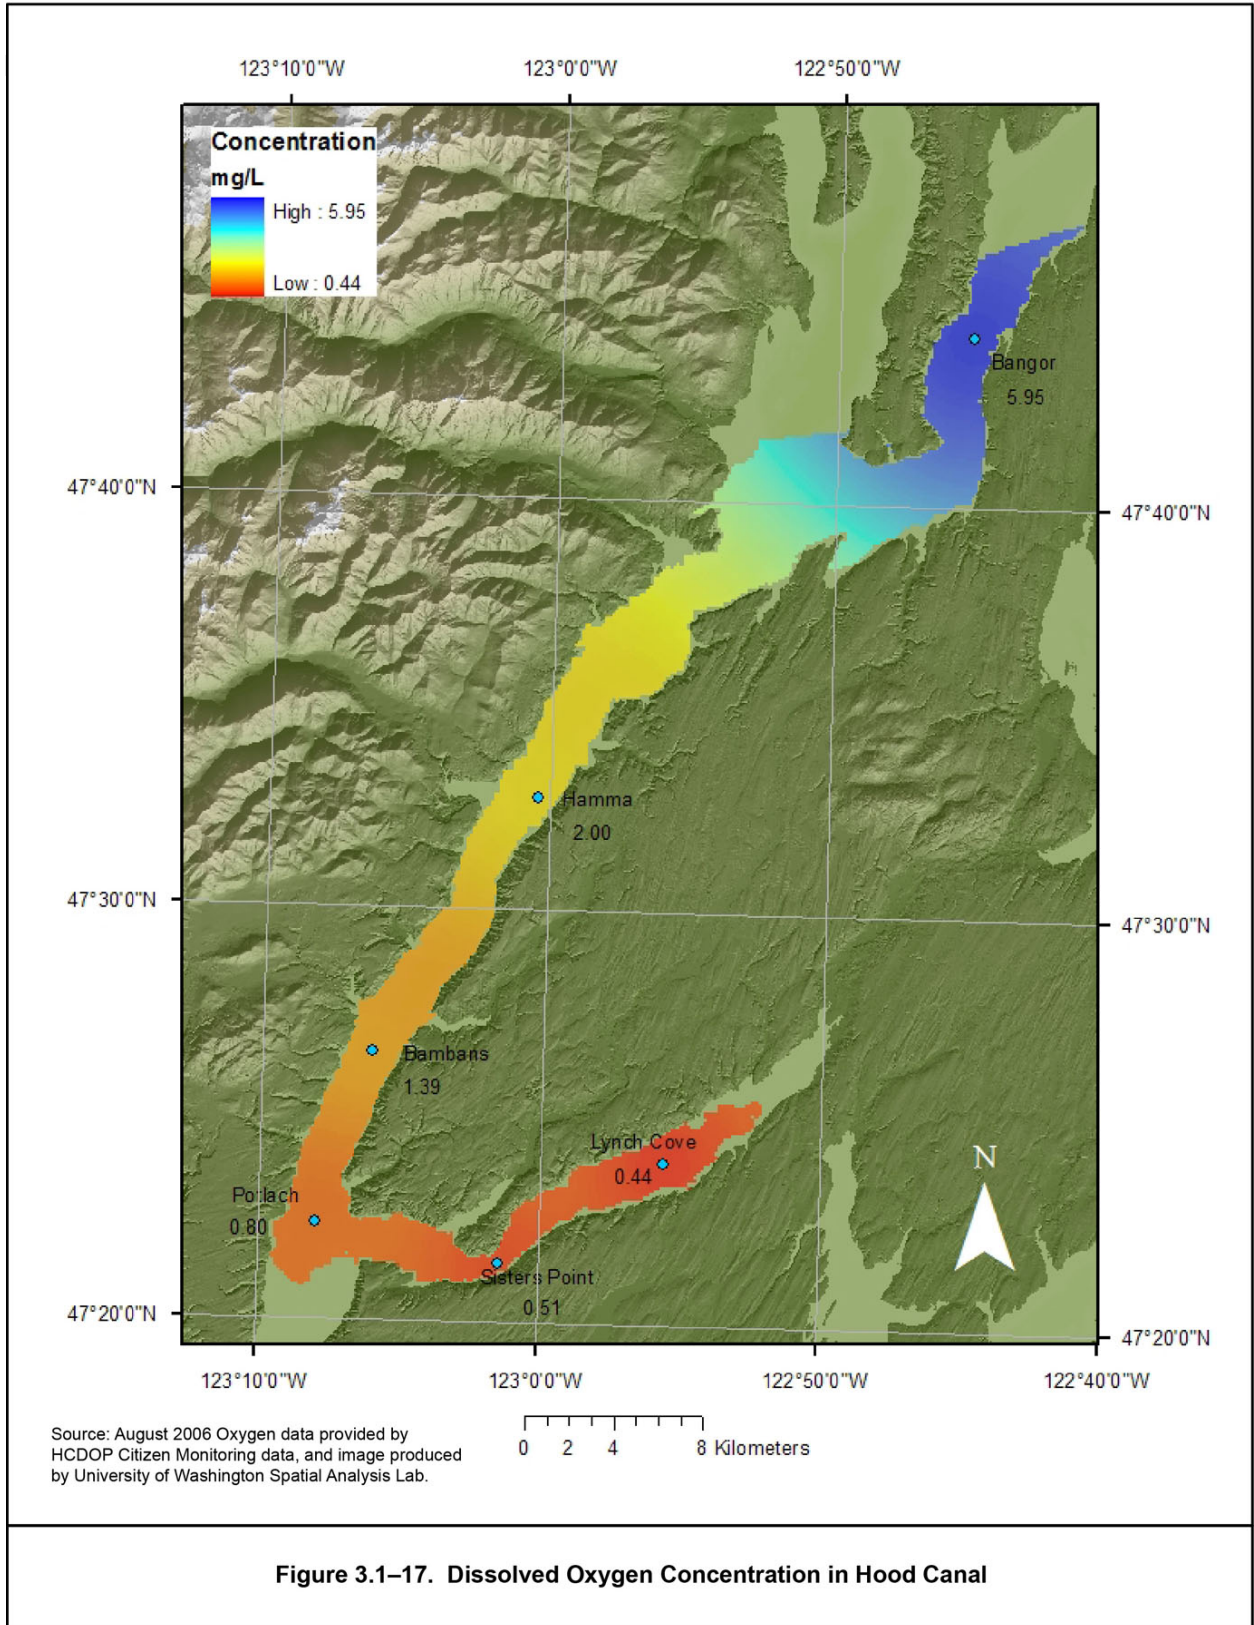 123°10'0"W
123°0'0"W
122°50'0"W
Concentration
mg/L
High : 5.95
Low : 0.44
Bangor
5.95
47°40'0"N
47°40'0"N
Hamma
2.00
47°30'0"N
47°30'0"N
Bambans
1.39
Lynch Cove
0.44
N
Potlach
0.80
Sisters Point
0.51
47°20'0"N
47°20'0"N
123°10'0"W
123°0'0"W
122°50'0"W
122°40'0"W
Source: August 2006 Oxygen data provided by
HCDOP Citizen Monitoring data, and image produced
by University of Washington Spatial Analysis Lab.
0 2 4 8 Kilometers
Figure 3.1–17. Dissolved Oxygen Concentration in Hood Canal